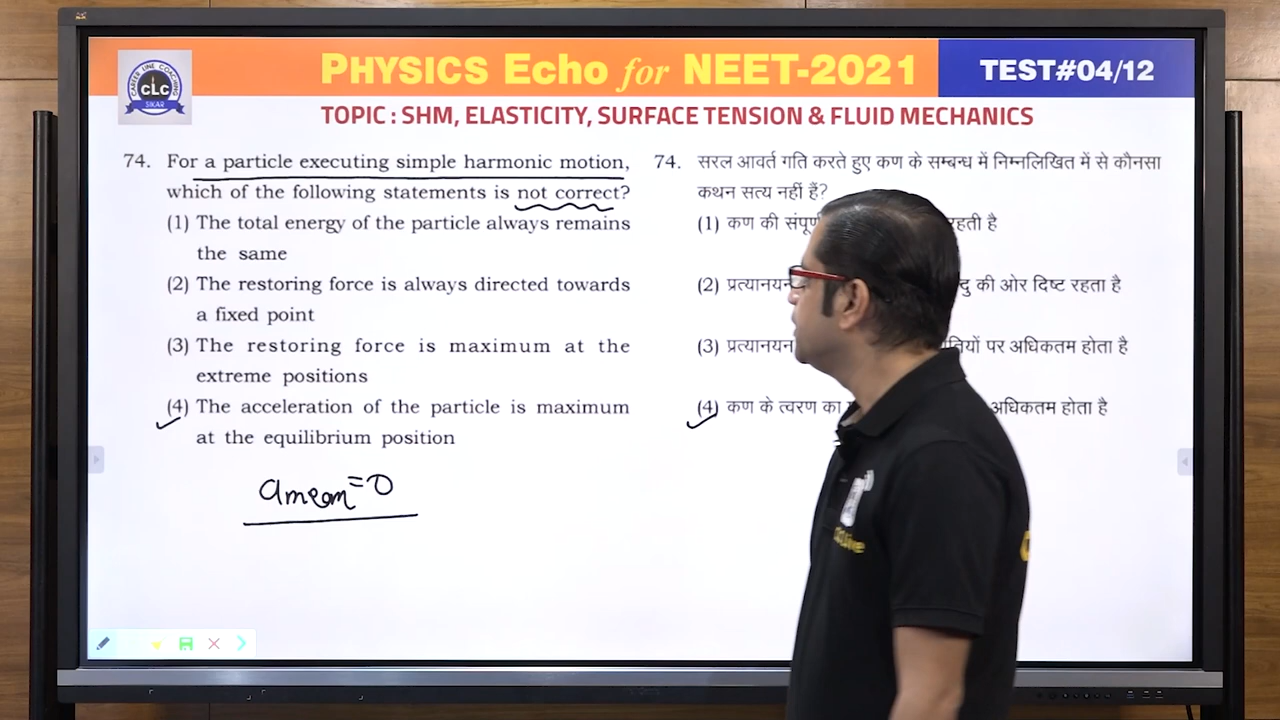 CAREER LINE COACHING
CLC
SIKAR
PHYSICS Echo for NEET-2021
TEST#04/12
TOPIC : SHM, ELASTICITY, SURFACE TENSION & FLUID MECHANICS
74. For a particle executing simple harmonic motion,
which of the following statements is not correct?
(1) The total energy of the particle always remains
the same
(2) The restoring force is always directed towards
a fixed point
(3) The restoring force is maximum at the
extreme positions
(4) The acceleration of the particle is maximum
at the equilibrium position
amean=0
74. सरल आवर्त गति करते हुए कण के सम्बन्ध में निम्नलिखित में से कौनसा
कथन सत्य नहीं हैं?
(1) कण की रहती है
(2) की ओर दिष्ट रहता है
(3) पर अधिकतम होता है
(4) कण के त्वरण का अधिकतम होता है